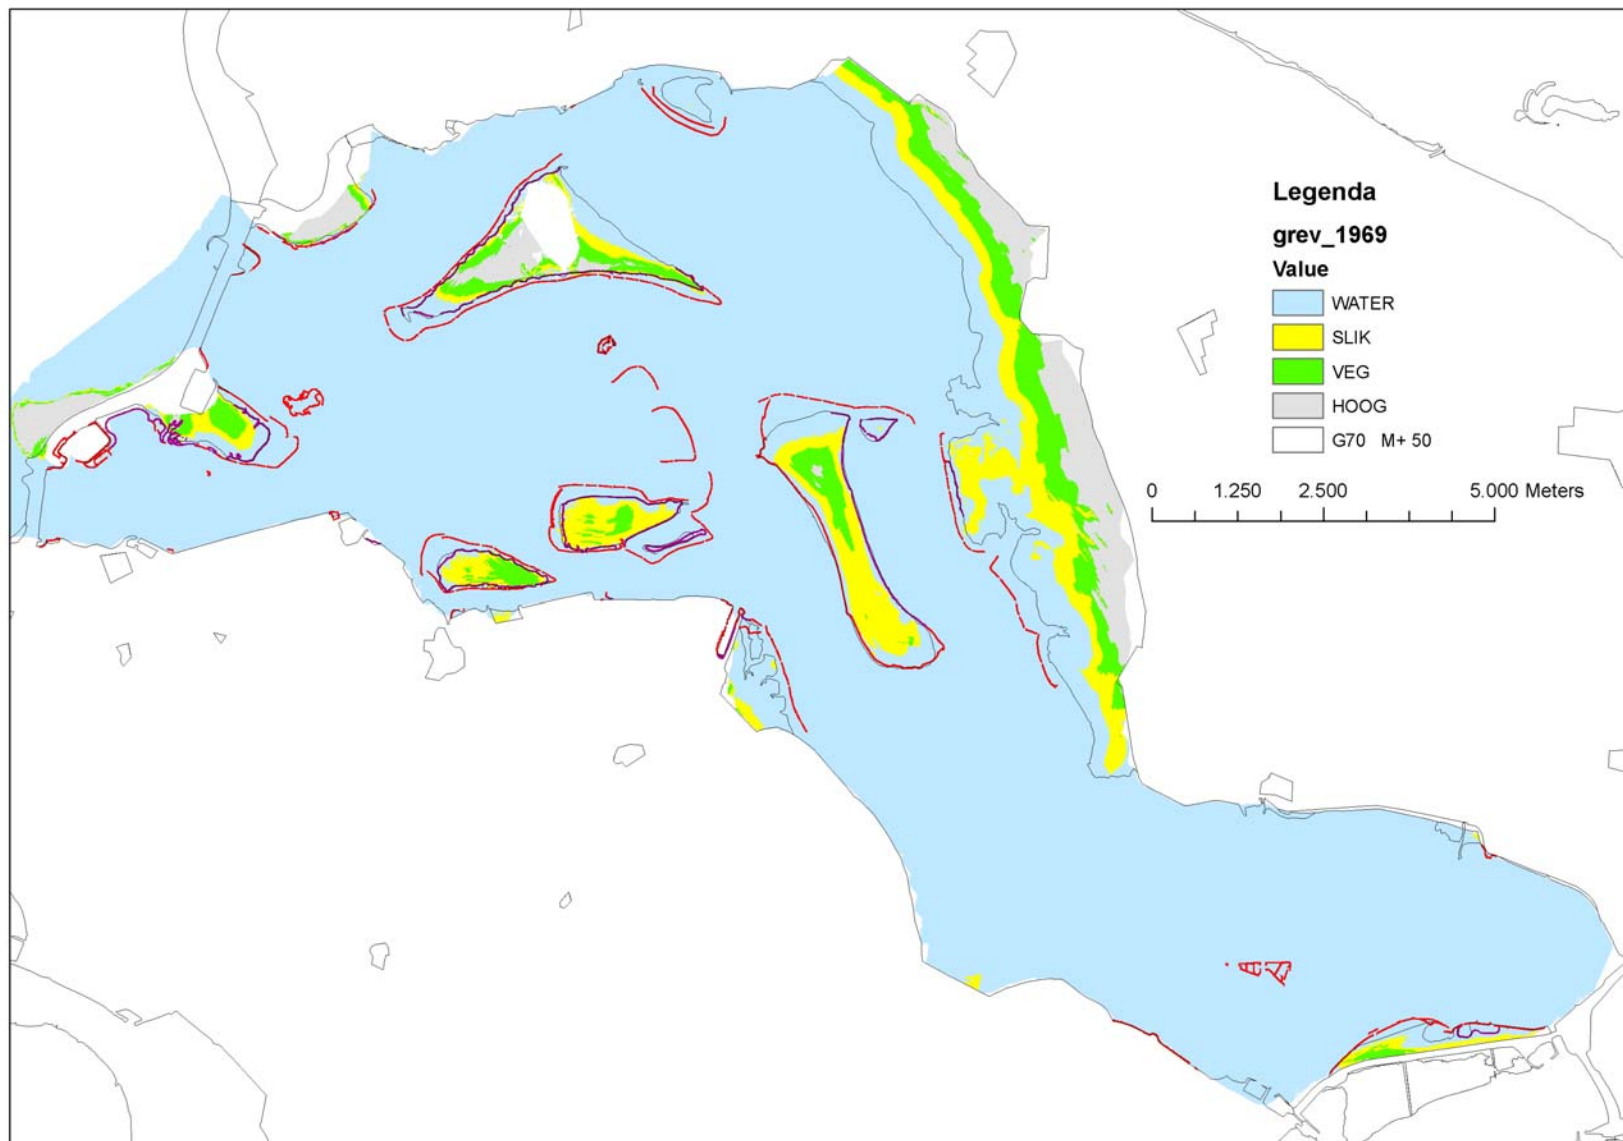 Legenda
grev_1969
Value
WATER
SLIK
VEG
HOOG
G70 M+ 50
0 1.250 2.500 5.000 Meters